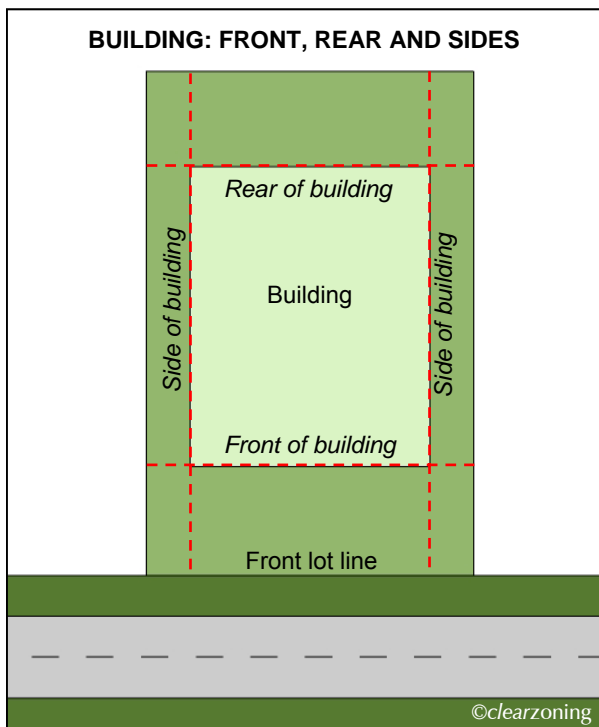 BUILDING: FRONT, REAR AND SIDES
Rear of building
Side of building
Building
Side of building
Front of building
Front lot line
©clearzoning